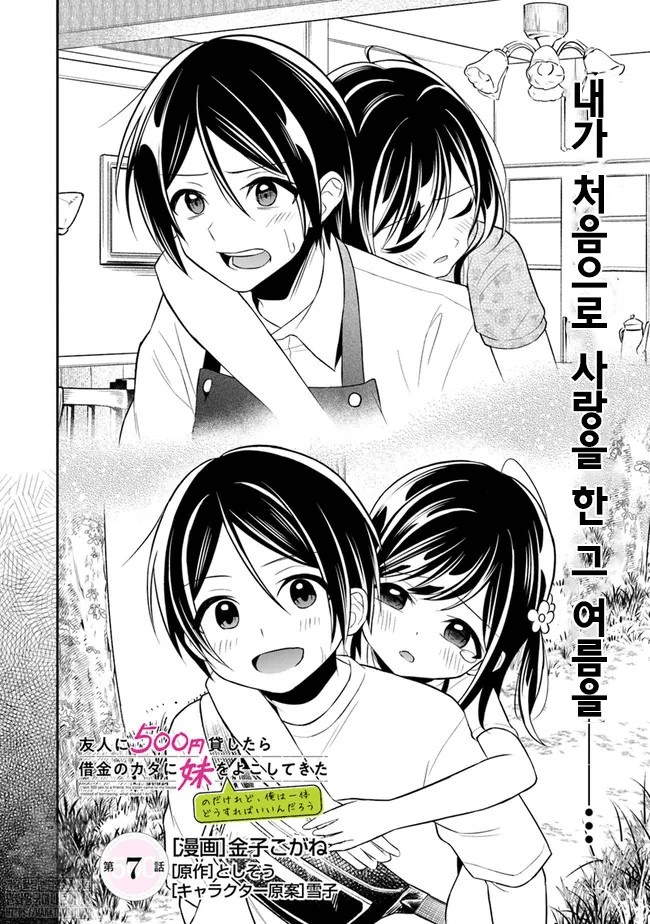 내가 처음으로 사랑을 한 그 여름을──…
友人に500円貸したら
借金のカタに妹をよこしてきた
のだけれど、俺は一体
どうすればいいんだろう
第7話
[漫画]金子こがね
[原作]としぞう
[キャラクター原案]雪子